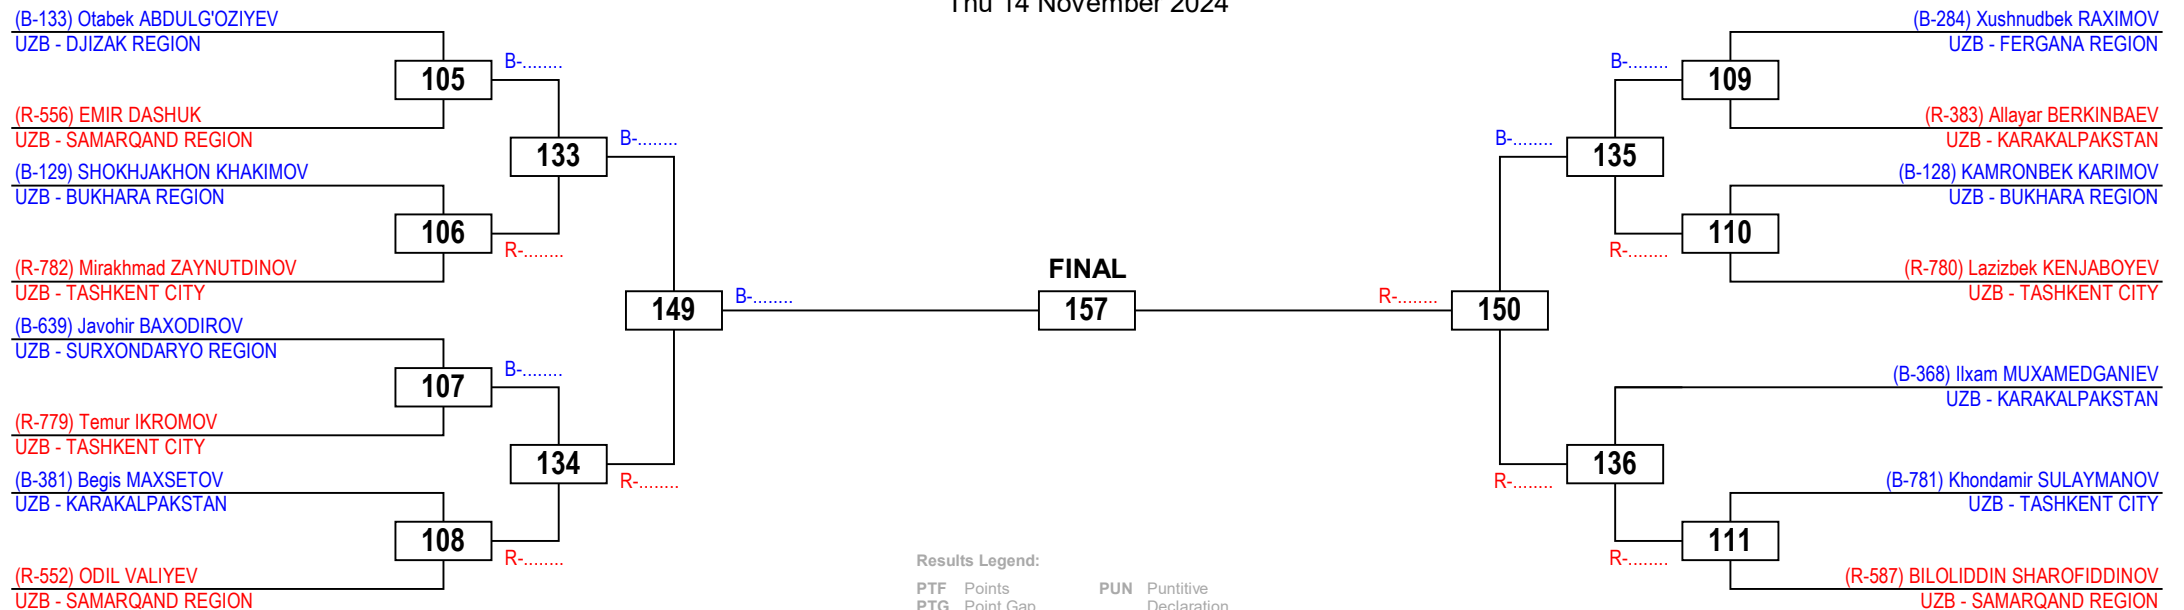 Thu 14 November 2024
(B-133) Otabek ABDULG'OZIYEV
UZB - DJIZAK REGION
105
B-........
(R-556) EMIR DASHUK
UZB - SAMARQAND REGION
133
B-........
(B-129) SHOKHJAKHON KHAKIMOV
UZB - BUKHARA REGION
106
R-........
(R-782) Mirakhmad ZAYNUTDINOV
UZB - TASHKENT CITY
149
B-........
(B-639) Javohir BAXODIROV
UZB - SURXONDARYO REGION
107
B-........
(R-779) Temur IKROMOV
UZB - TASHKENT CITY
134
R-........
(B-381) Begis MAXSETOV
UZB - KARAKALPAKSTAN
108
R-........
(R-552) ODIL VALIYEV
UZB - SAMARQAND REGION
FINAL
157
(B-284) Xushnudbek RAXIMOV
UZB - FERGANA REGION
B-........
109
(R-383) Allayar BERKINBAEV
UZB - KARAKALPAKSTAN
B-........
135
(B-128) KAMRONBEK KARIMOV
UZB - BUKHARA REGION
110
R-........
(R-780) Lazizbek KENJABOYEV
UZB - TASHKENT CITY
R-........
150
(B-368) Ilxam MUXAMEDGANIEV
UZB - KARAKALPAKSTAN
136
R-........
(B-781) Khondamir SULAYMANOV
UZB - TASHKENT CITY
111
R-........
(R-587) BILOLIDDIN SHAROFIDDINOV
UZB - SAMARQAND REGION
Results Legend:
PTF Points PUN Puntitive
PTG Point Gap Declaration